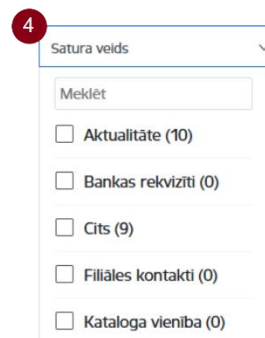 4
Satura veids
Meklēt
Aktualitāte (10)
Bankas rekvizīti (0)
Cits (9)
Filiāles kontakti (0)
Kataloga vienība (0)